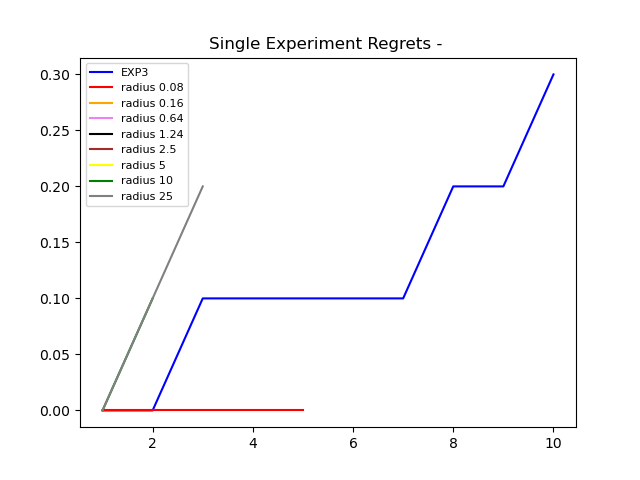 Single Experiment Regrets -
EXP3
radius 0.08
radius 0.16
radius 0.64
radius 1.24
radius 2.5
radius 5
radius 10
radius 25
0.30
0.25
0.20
0.15
0.10
0.05
0.00
2 4 6 8 10